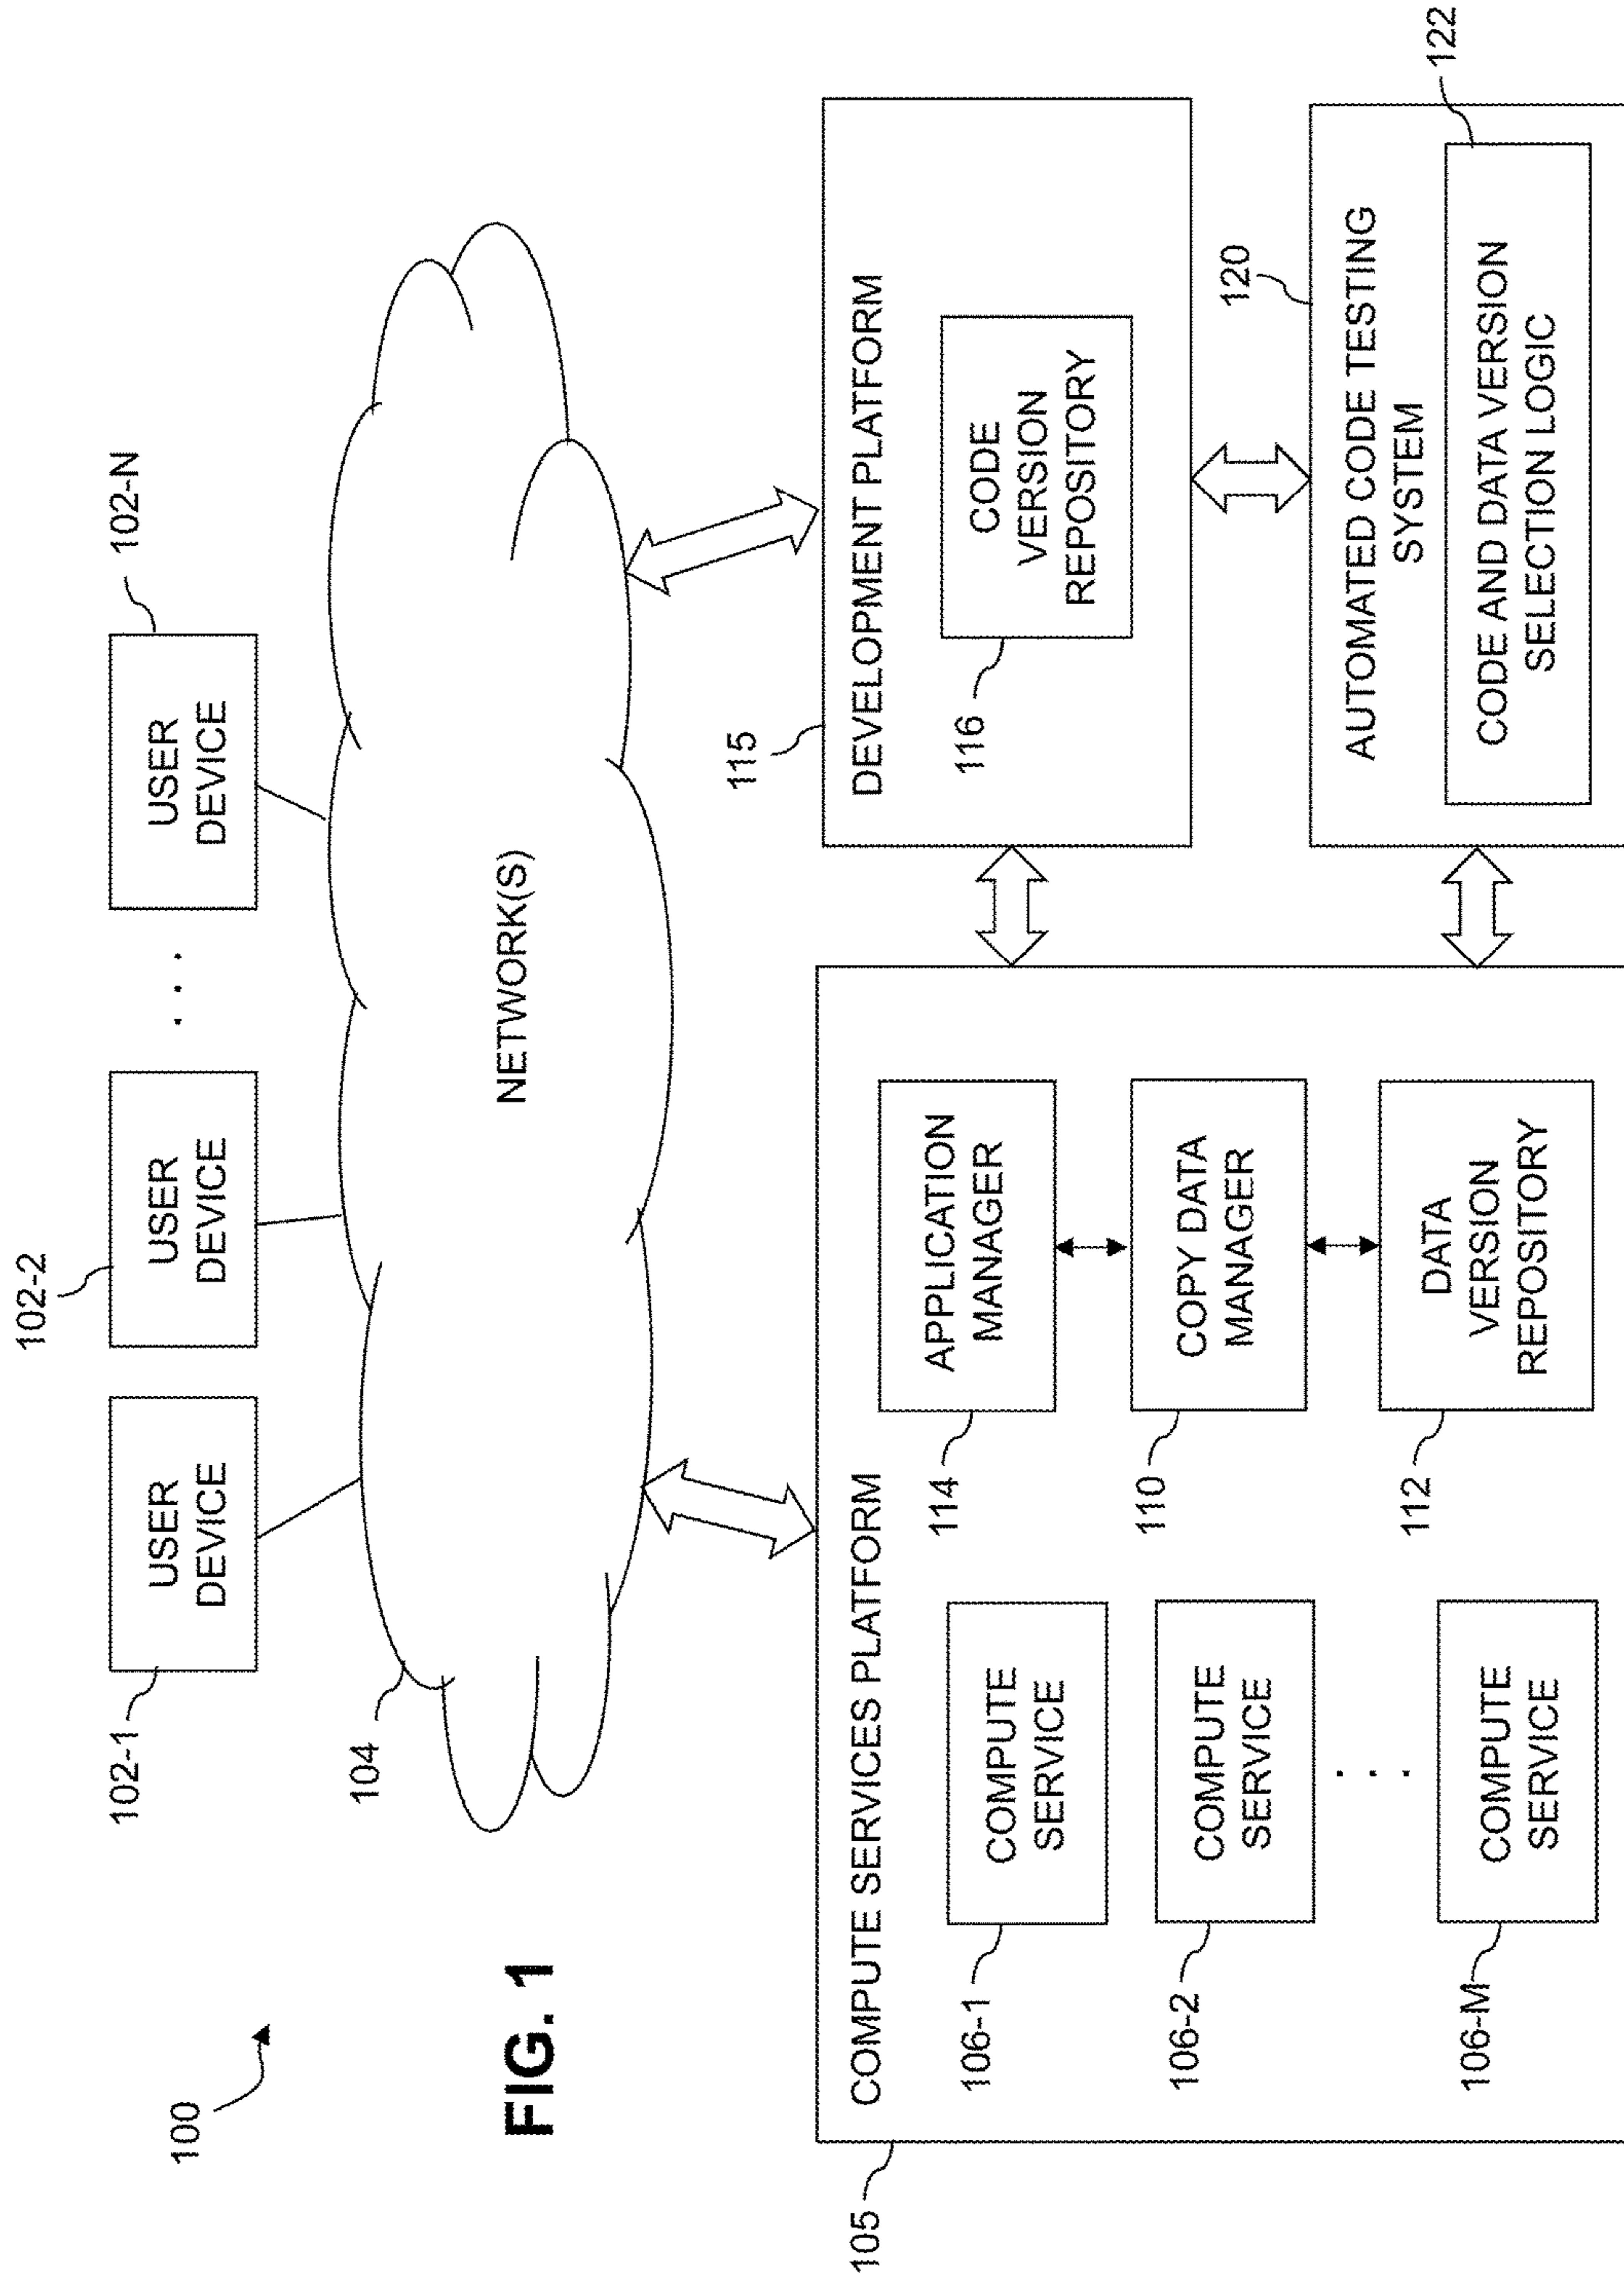 100
FIG. 1
102-1
102-2
102-N
USER
DEVICE
USER
DEVICE
. . .
USER
DEVICE
104
NETWORK(S)
105
COMPUTE SERVICES PLATFORM
106-1
COMPUTE
SERVICE
106-2
COMPUTE
SERVICE
. . .
106-M
COMPUTE
SERVICE
114
APPLICATION
MANAGER
110
COPY DATA
MANAGER
112
DATA
VERSION
REPOSITORY
115
DEVELOPMENT PLATFORM
116
CODE
VERSION
REPOSITORY
120
AUTOMATED CODE TESTING
SYSTEM
122
CODE AND DATA VERSION
SELECTION LOGIC